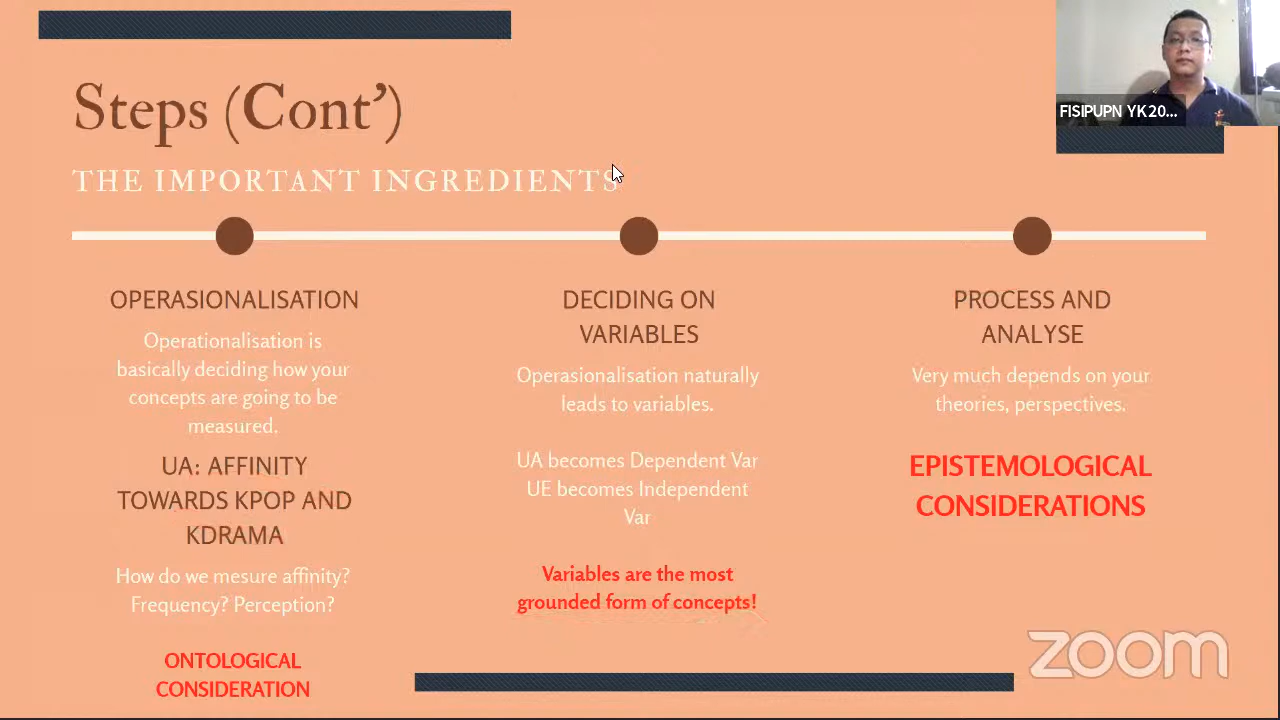 Steps (Cont’)
THE IMPORTANT INGREDIENTS
FISIPUPN YK20...
OPERASIONALISATION
Operationalisation is
basically deciding how your
concepts are going to be
measured.
UA: AFFINITY
TOWARDS KPOP AND
KDRAMA
How do we mesure affinity?
Frequency? Perception?
ONTOLOGICAL
CONSIDERATION
DECIDING ON
VARIABLES
Operasionalisation naturally
leads to variables.
UA becomes Dependent Var
UE becomes Independent
Var
Variables are the most
grounded form of concepts!
PROCESS AND
ANALYSE
Very much depends on your
theories, perspectives.
EPISTEMOLOGICAL
CONSIDERATIONS
zoom